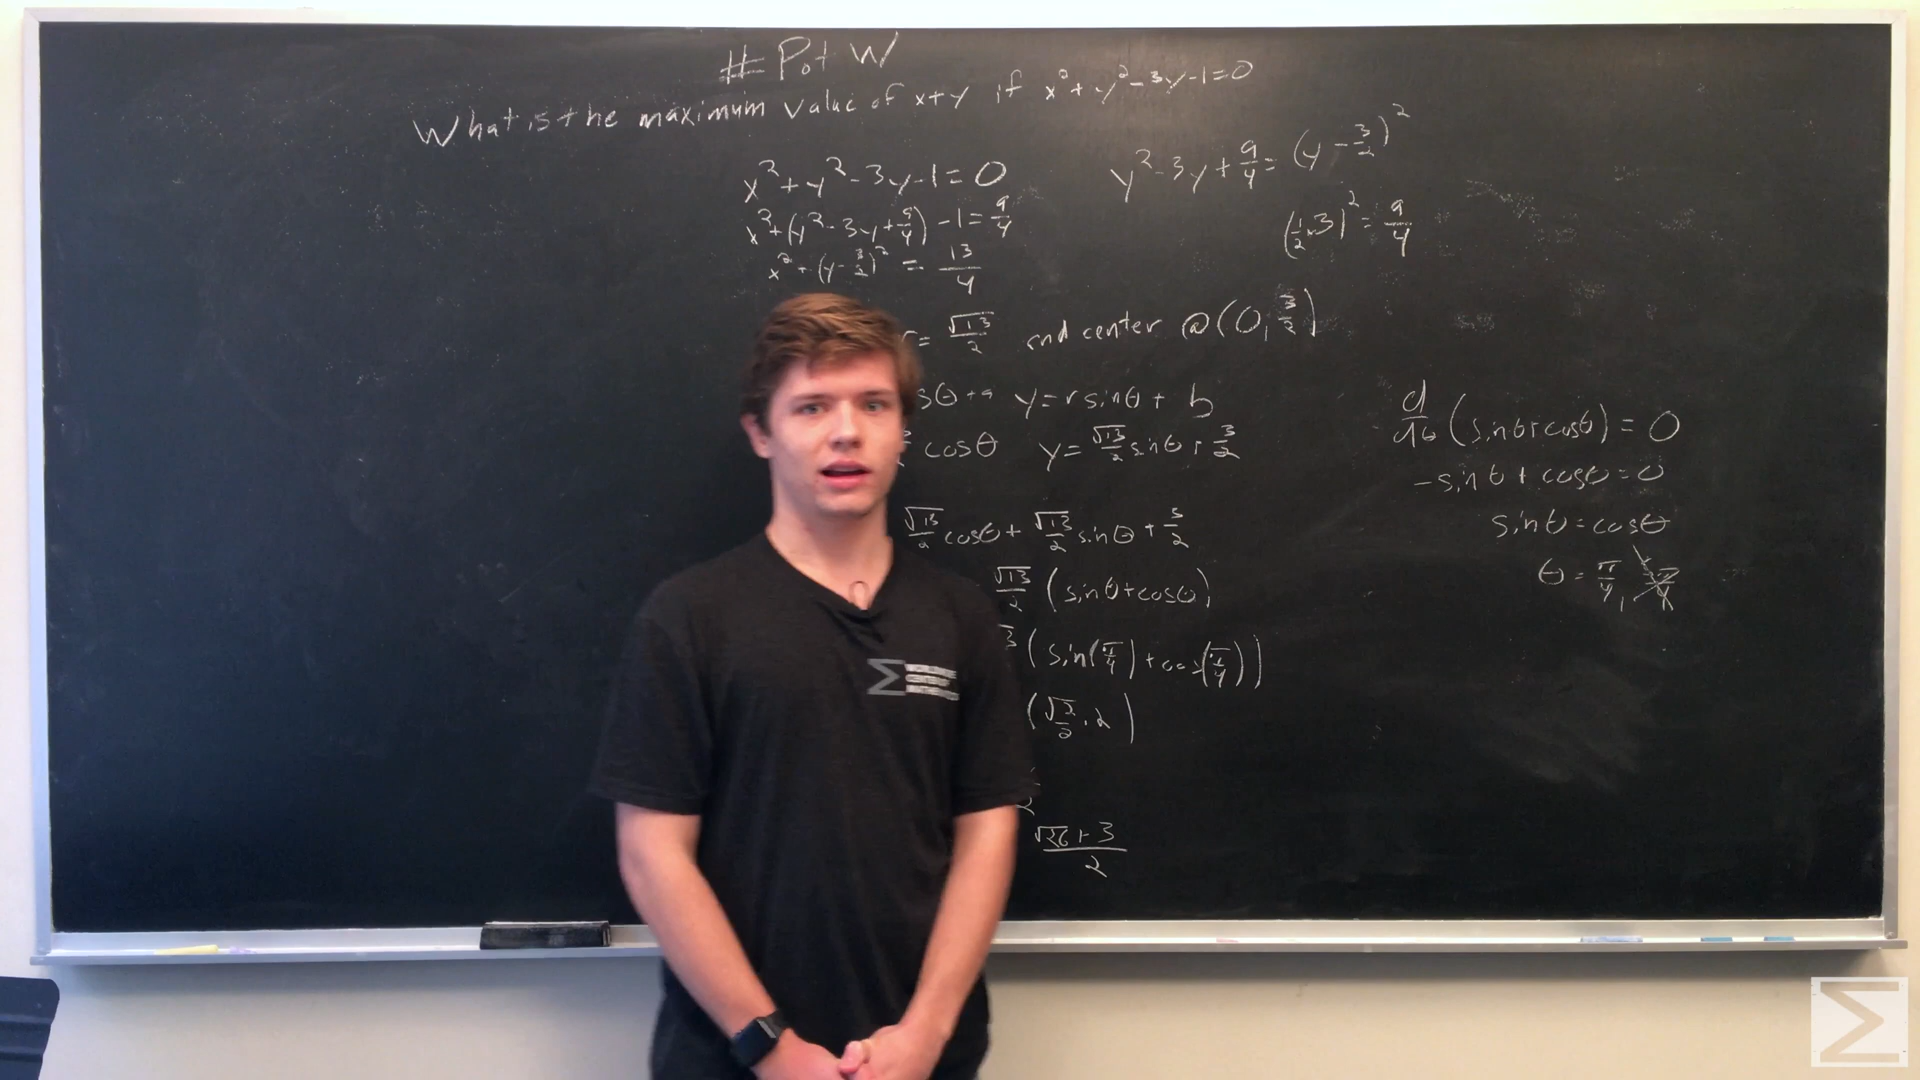 # PotW
What is the maximum value of x+y if x²+y²-3y-1=0
x²+y²-3y-1=0
x²+(y²-3y+9/4)-1=9/4
x²+(y-3/2)²=13/4
r=√13/2 and center @(0,3/2)
sθ+a y=rsinθ+b
cosθ y=√13/2 sinθ+3/2
√13/2 cosθ+√13/2 sinθ+3/2
√13/2 (sinθ+cosθ)
(sin(π/4)+cos(π/4))
(√2/2·2)
√26+3/2
y²-3y+9/4=(y-3/2)²
(1/2·3)²=9/4
d/dθ(sinθ+cosθ)=0
-sinθ+cosθ=0
sinθ=cosθ
θ=π/4,